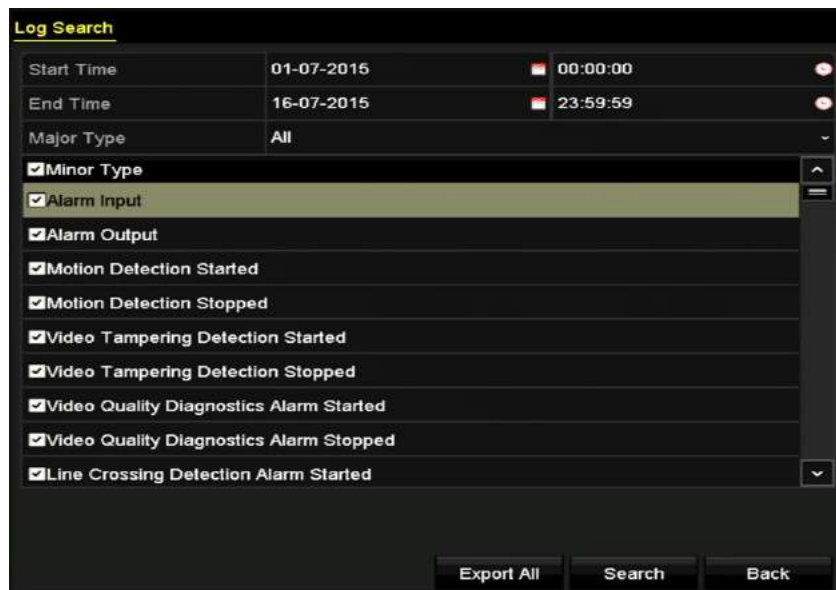 Log Search
Start Time 01-07-2015 00:00:00
End Time 16-07-2015 23:59:59
Major Type All
Minor Type
Alarm Input
Alarm Output
Motion Detection Started
Motion Detection Stopped
Video Tampering Detection Started
Video Tampering Detection Stopped
Video Quality Diagnostics Alarm Started
Video Quality Diagnostics Alarm Stopped
Line Crossing Detection Alarm Started
Export All Search Back